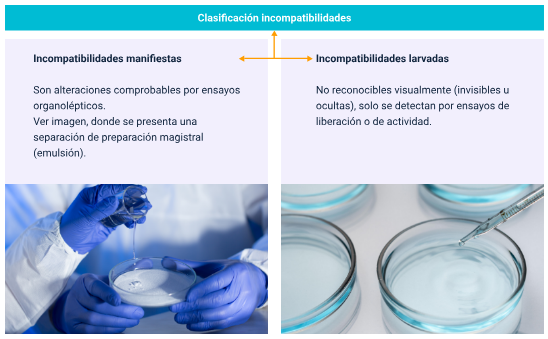 Clasificación incompatibilidades
Incompatibilidades manifiestas
Son alteraciones comprobables por ensayos
organolépticos.
Ver imagen, donde se presenta una
separación de preparación magistral
(emulsión).
Incompatibilidades larvadas
No reconocibles visualmente (invisibles u
ocultas), solo se detectan por ensayos de
liberación o de actividad.